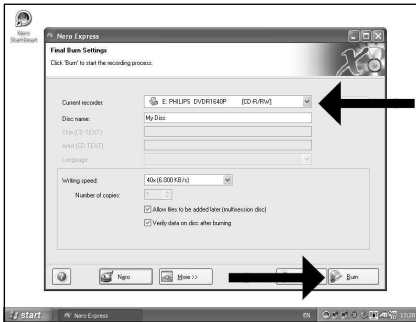 Nero
StartSmart
Nero Express
Final Burn Settings
Click 'Burn' to start the recording process.
Current recorder: E: PHILIPS DVDR1640P [CD-R/RW]
Disc name: My Disc
Title (CD TEXT):
Artist (CD TEXT):
Language:
Writing speed: 40x (6.000 KB/s)
Number of copies: 1
Allow files to be added later (multisession disc)
Verify data on disc after burning
Nero
More >>
Burn
start
Nero Express
EN
13:28